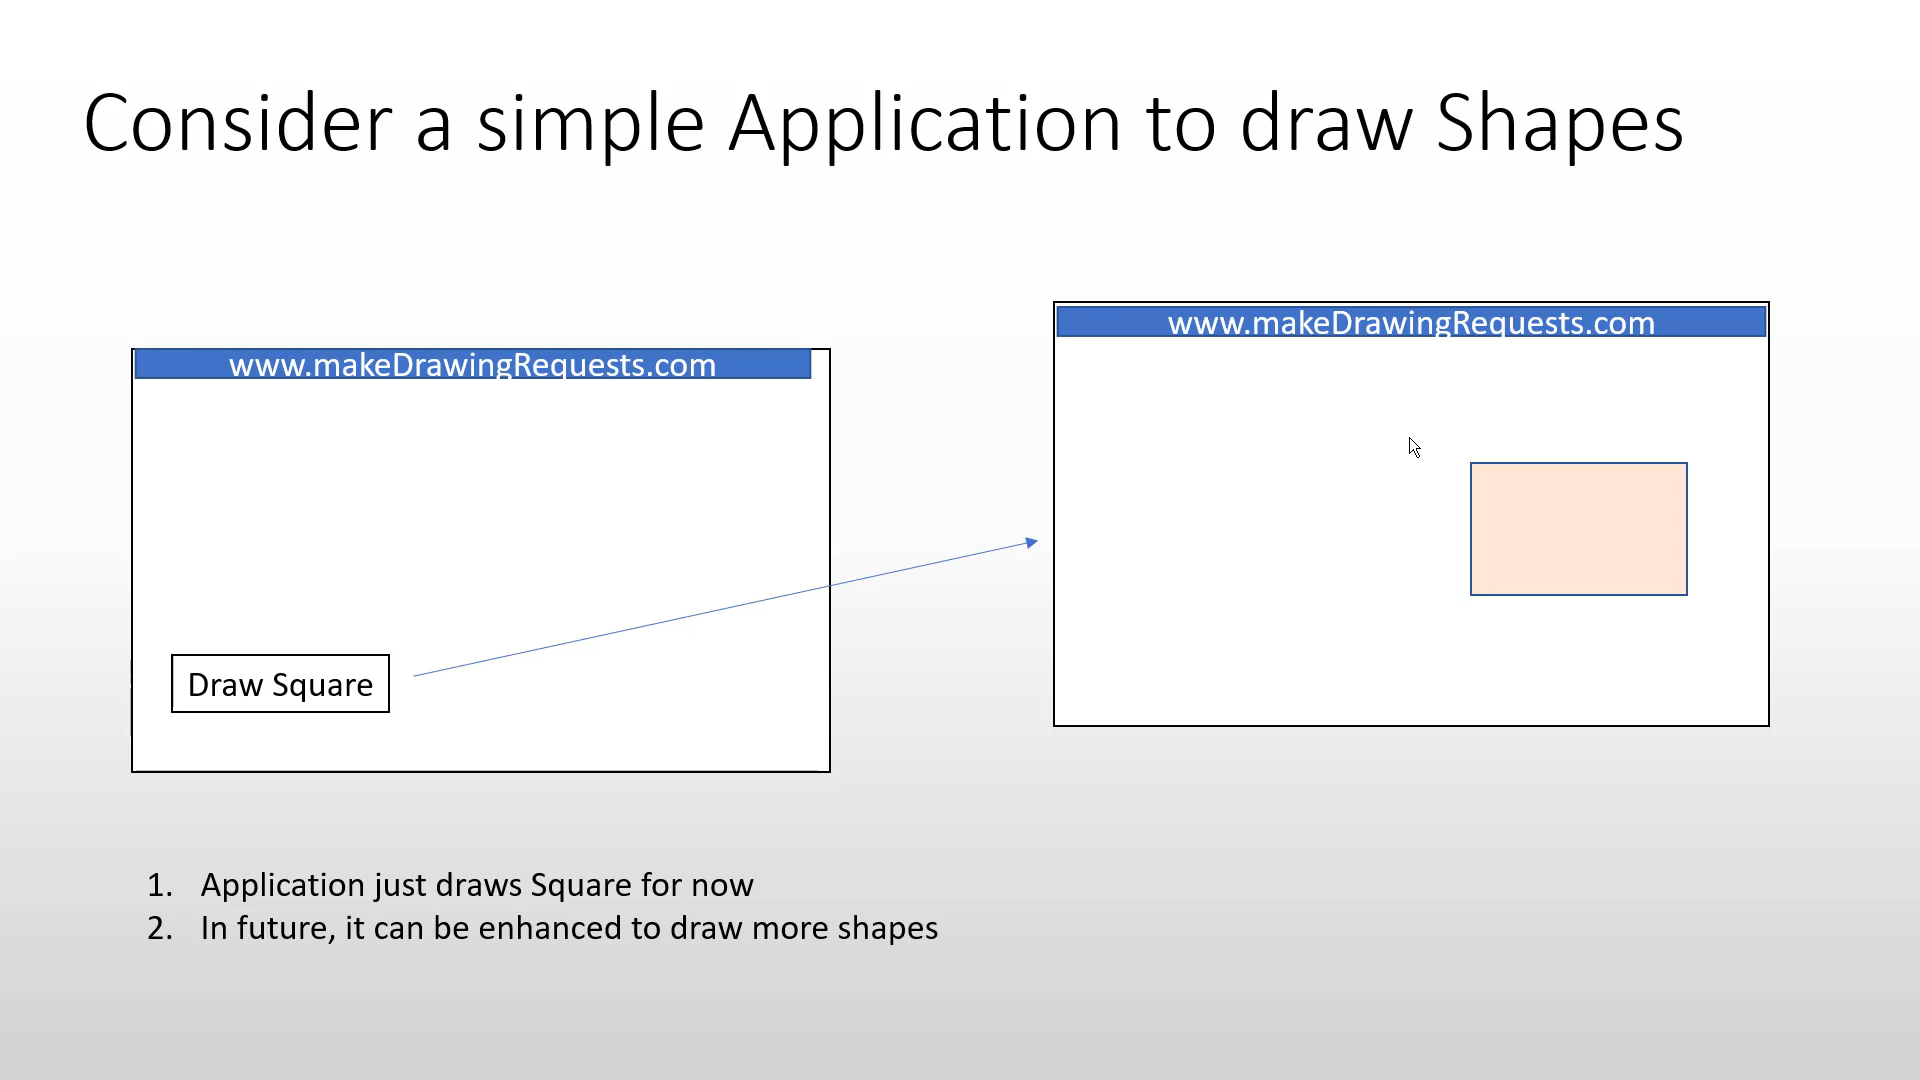 Consider a simple Application to draw Shapes
www.makeDrawingRequests.com
www.makeDrawingRequests.com
Draw Square
1. Application just draws Square for now
2. In future, it can be enhanced to draw more shapes